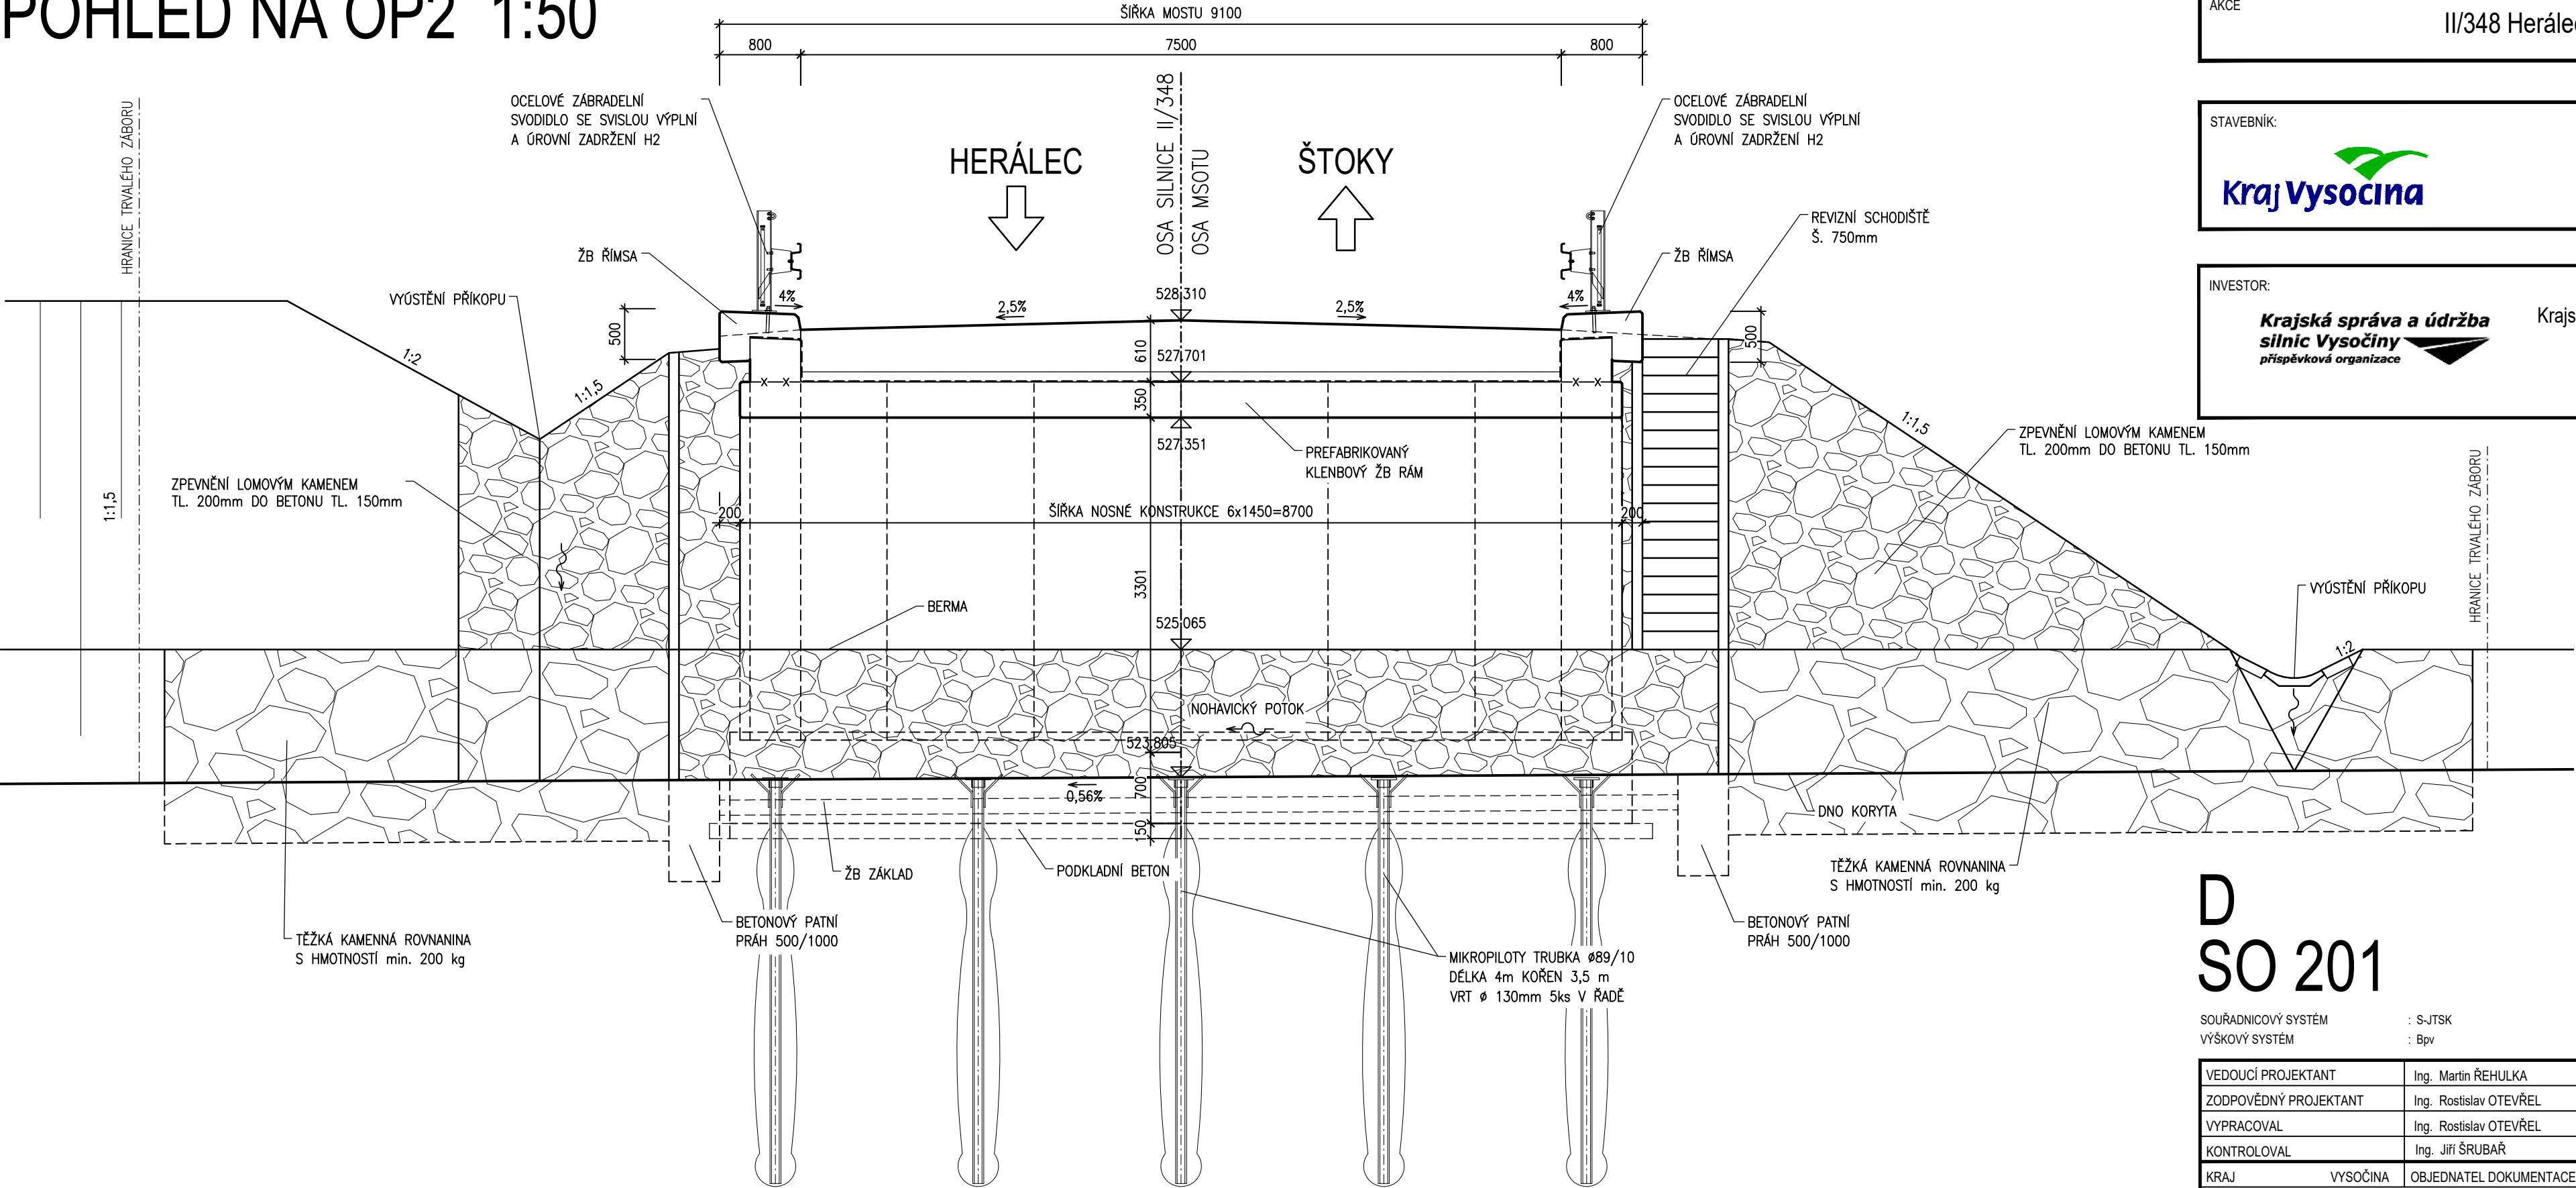 POHLED NA OP2 1:50
ŠÍŘKA MOSTU 9100
800
7500
800
OCELOVÉ ZÁBRADELNÍ
SVODIDLO SE SVISLOU VÝPLNÍ
A ÚROVNÍ ZADRŽENÍ H2
OCELOVÉ ZÁBRADELNÍ
SVODIDLO SE SVISLOU VÝPLNÍ
A ÚROVNÍ ZADRŽENÍ H2
HRANICE TRVALÉHO ZÁBORU
OSA SILNICE II/348
OSA MSOTU
HERÁLEC
ŠTOKY
REVIZNÍ SCHODIŠTĚ
Š. 750mm
ŽB ŘÍMSA
ŽB ŘÍMSA
VYÚSTĚNÍ PŘÍKOPU
4%
2,5%
528.310
2,5%
4%
500
500
1:2
1:1,5
610
527.701
350
527.351
1:1,5
PREFABRIKOVANÝ
KLENBOVÝ ŽB RÁM
ZPEVNĚNÍ LOMOVÝM KAMENEM
TL. 200mm DO BETONU TL. 150mm
ZPEVNĚNÍ LOMOVÝM KAMENEM
TL. 200mm DO BETONU TL. 150mm
1:1,5
200
ŠÍŘKA NOSNÉ KONSTRUKCE 6x1450=8700
200
HRANICE TRVALÉHO ZÁBORU
3301
BERMA
525.065
VYÚSTĚNÍ PŘÍKOPU
1:2
NOHAVICKÝ POTOK
523.805
700
0,56%
150
DNO KORYTA
ŽB ZÁKLAD
PODKLADNÍ BETON
TĚŽKÁ KAMENNÁ ROVNANINA
S HMOTNOSTÍ min. 200 kg
BETONOVÝ PATNÍ
PRÁH 500/1000
BETONOVÝ PATNÍ
PRÁH 500/1000
TĚŽKÁ KAMENNÁ ROVNANINA
S HMOTNOSTÍ min. 200 kg
MIKROPILOTY TRUBKA ø89/10
DÉLKA 4m KOŘEN 3,5 m
VRT ø 130mm 5ks V ŘADĚ
AKCE
II/348 Herálec
STAVEBNÍK:
Kraj Vysočina
INVESTOR:
Krajs
Krajská správa a údržba
silnic Vysočiny
příspěvková organizace
D
SO 201
SOUŘADNICOVÝ SYSTÉM : S-JTSK
VÝŠKOVÝ SYSTÉM : Bpv
VEDOUCÍ PROJEKTANT Ing. Martin ŘEHULKA
ZODPOVĚDNÝ PROJEKTANT Ing. Rostislav OTEVŘEL
VYPRACOVAL Ing. Rostislav OTEVŘEL
KONTROLOVAL Ing. Jiří ŠRUBAŘ
KRAJ VYSOČINA OBJEDNATEL DOKUMENTACE